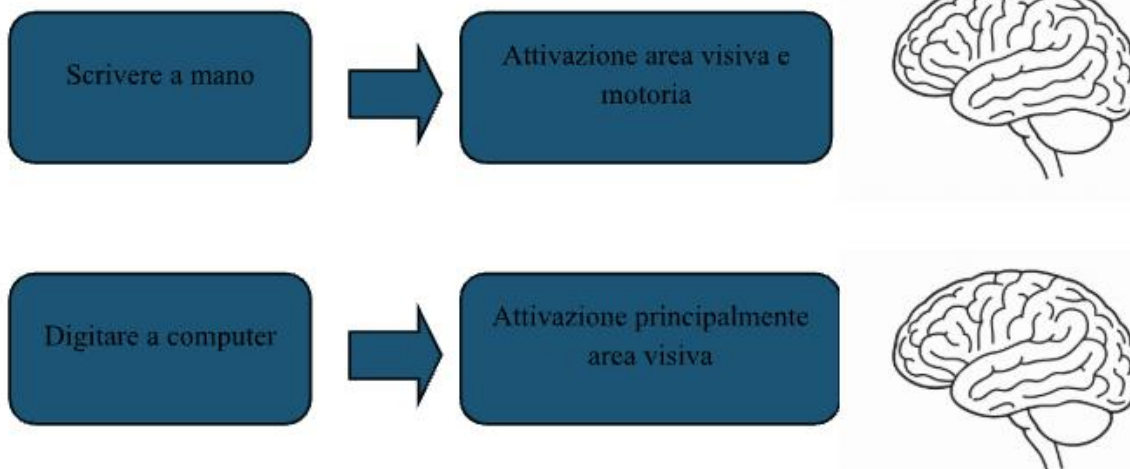 Scrivere a mano
Attivazione area visiva e
motoria
Digitare a computer
Attivazione principalmente
area visiva